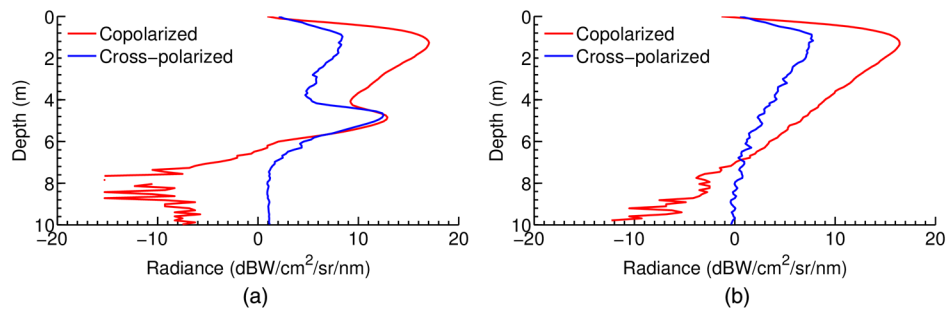 0
2
4
6
8
10
Depth (m)
Copolarized
Cross-polarized
-20
-10
0
10
20
Radiance (dBW/cm²/sr/nm)
(a)
0
2
4
6
8
10
Depth (m)
Copolarized
Cross-polarized
-20
-10
0
10
20
Radiance (dBW/cm²/sr/nm)
(b)